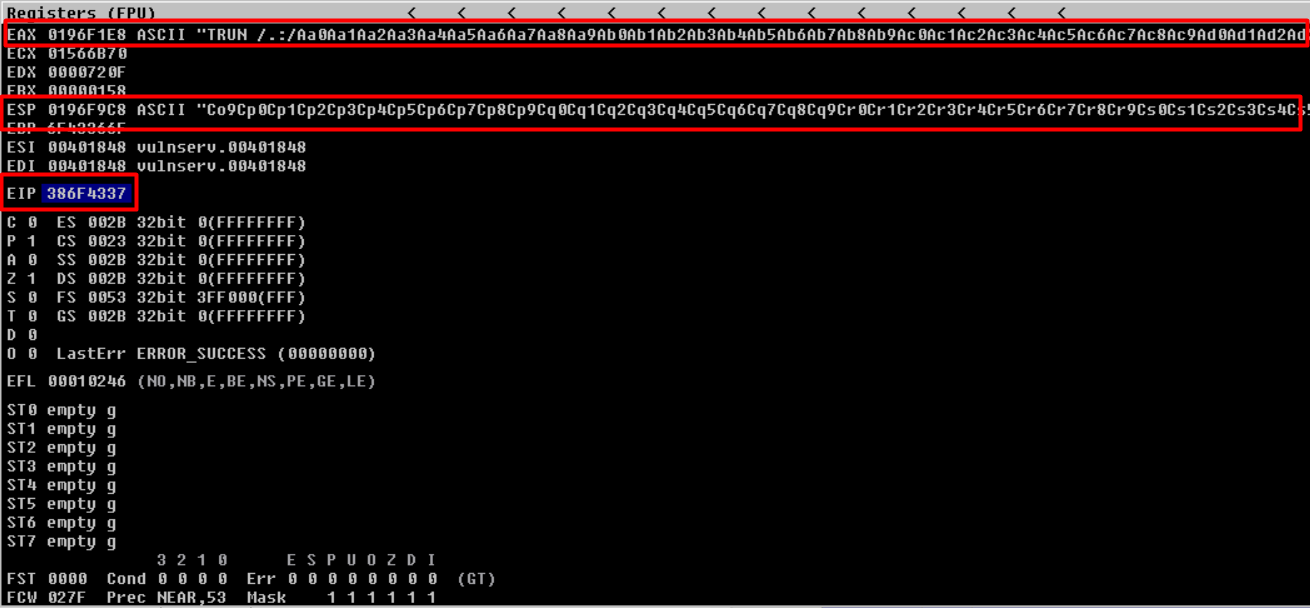 Registers (FPU) < < < < < < < < < < < < < <
EAX 0196F1E8 ASCII "TRUN /.:/Aa0Aa1Aa2Aa3Aa4Aa5Aa6Aa7Aa8Aa9Ab0Ab1Ab2Ab3Ab4Ab5Ab6Ab7Ab8Ab9Ac0Ac1Ac2Ac3Ac4Ac5Ac6Ac7Ac8Ac9Ad0Ad1Ad2Ad
ECX 01566B70
EDX 0000720F
EBX 00000158
ESP 0196F9C8 ASCII "Co9Cp0Cp1Cp2Cp3Cp4Cp5Cp6Cp7Cp8Cp9Cq0Cq1Cq2Cq3Cq4Cq5Cq6Cq7Cq8Cq9Cr0Cr1Cr2Cr3Cr4Cr5Cr6Cr7Cr8Cr9Cs0Cs1Cs2Cs3Cs4Cs5
EBP 6F43366F
ESI 00401848 vulnserv.00401848
EDI 00401848 vulnserv.00401848
EIP 386F4337
C 0 ES 002B 32bit 0(FFFFFFFF)
P 1 CS 0023 32bit 0(FFFFFFFF)
A 0 SS 002B 32bit 0(FFFFFFFF)
Z 1 DS 002B 32bit 0(FFFFFFFF)
S 0 FS 0053 32bit 3FF000(FFF)
T 0 GS 002B 32bit 0(FFFFFFFF)
D 0
O 0 LastErr ERROR_SUCCESS (00000000)
EFL 00010246 (NO,NB,E,BE,NS,PE,GE,LE)
ST0 empty g
ST1 empty g
ST2 empty g
ST3 empty g
ST4 empty g
ST5 empty g
ST6 empty g
ST7 empty g
3 2 1 0 E S P U O Z D I
FST 0000 Cond 0 0 0 0 Err 0 0 0 0 0 0 0 0 (GT)
FCW 027F Prec NEAR,53 Mask 1 1 1 1 1 1